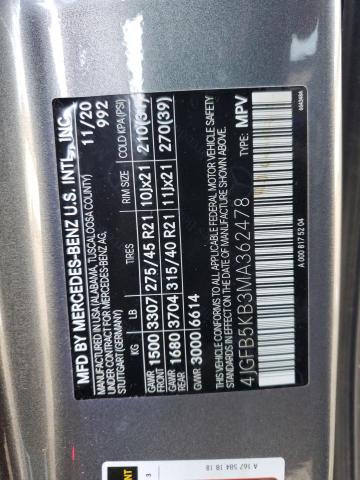 MFD BY MERCEDES-BENZ U.S. INT'L, INC. 11/20
MANUFACTURED IN USA (ALABAMA, TUSCALOOSA COUNTY) 992
UNDER LICENSE FOR MERCEDES-BENZ AG,
STUTTGART (GERMANY)
KG LB TIRES RIM SIZE COLD KPA (PSI)
GAWR FRONT 1500 3307 275/45 R21 10Jx21 210(31)
GAWR REAR 1680 3704 315/40 R21 11Jx21 270(39)
GVWR 3000 6614
THIS VEHICLE CONFORMS TO ALL APPLICABLE FEDERAL MOTOR VEHICLE SAFETY
STANDARDS IN EFFECT ON THE DATE OF MANUFACTURE SHOWN ABOVE.
4JGFB5KB3MA362478 TYPE: MPV
A 000 817 52 04
A 167 584 18 18